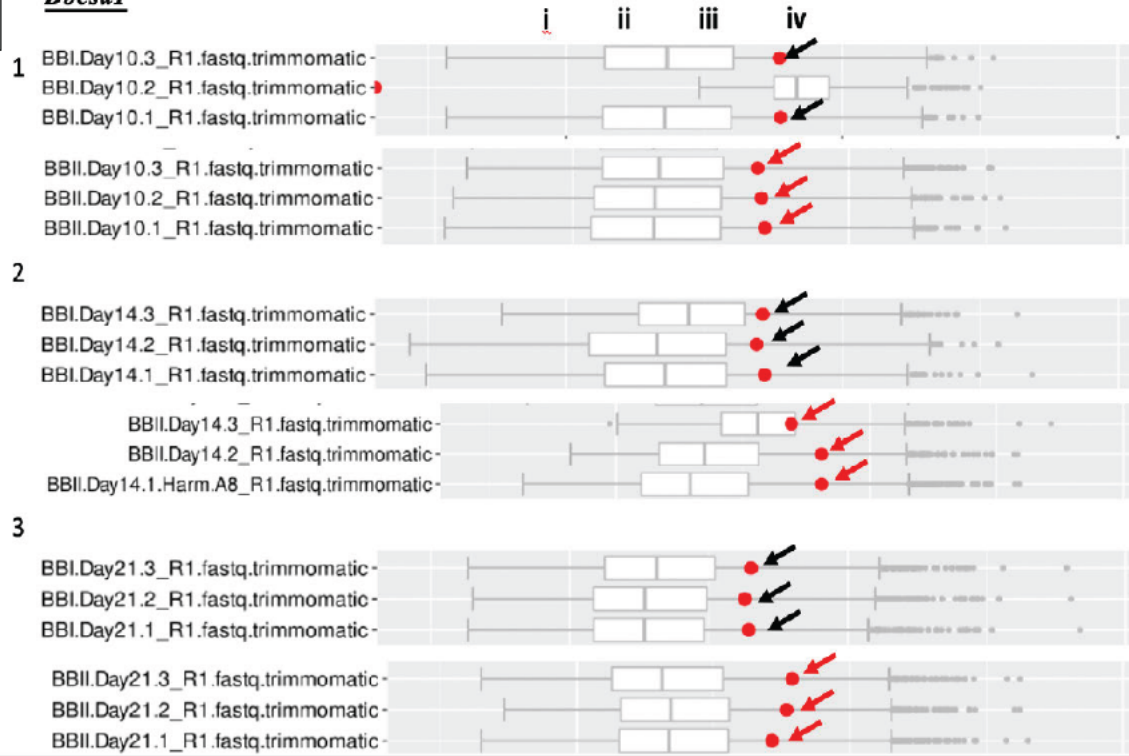 i ii iii iv
1
BBI.Day10.3_R1.fastq.trimmomatic
BBI.Day10.2_R1.fastq.trimmomatic
BBI.Day10.1_R1.fastq.trimmomatic
BBII.Day10.3_R1.fastq.trimmomatic
BBII.Day10.2_R1.fastq.trimmomatic
BBII.Day10.1_R1.fastq.trimmomatic
2
BBI.Day14.3_R1.fastq.trimmomatic
BBI.Day14.2_R1.fastq.trimmomatic
BBI.Day14.1_R1.fastq.trimmomatic
BBII.Day14.3_R1.fastq.trimmomatic
BBII.Day14.2_R1.fastq.trimmomatic
BBII.Day14.1.Harm.A8_R1.fastq.trimmomatic
3
BBI.Day21.3_R1.fastq.trimmomatic
BBI.Day21.2_R1.fastq.trimmomatic
BBI.Day21.1_R1.fastq.trimmomatic
BBII.Day21.3_R1.fastq.trimmomatic
BBII.Day21.2_R1.fastq.trimmomatic
BBII.Day21.1_R1.fastq.trimmomatic